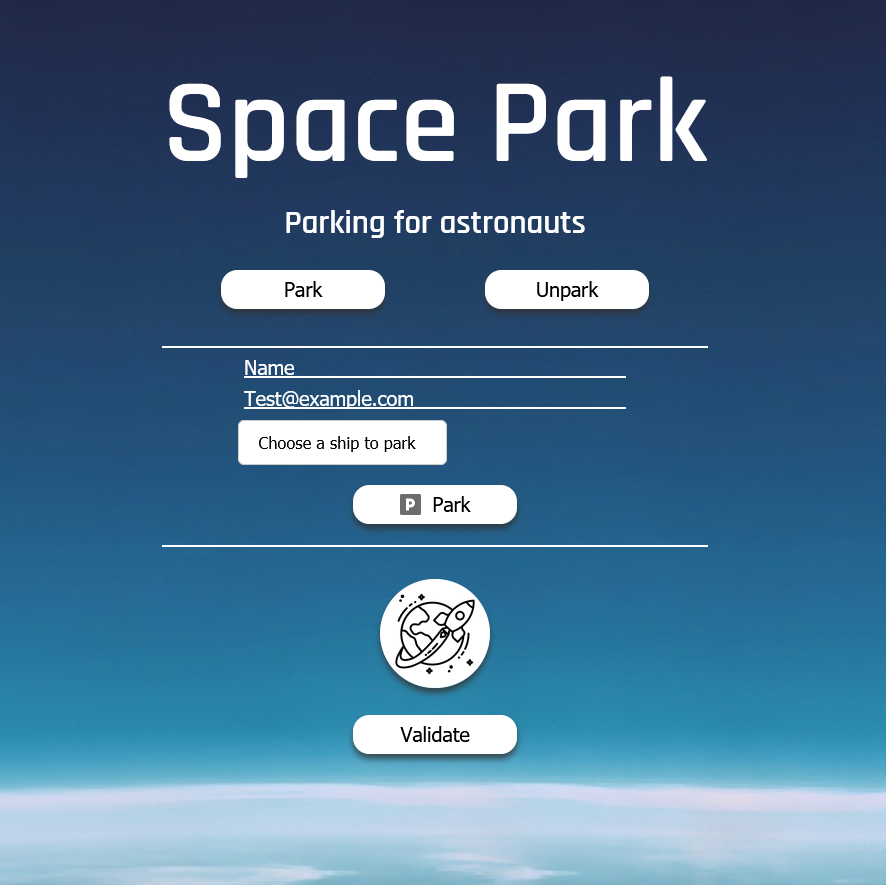 Space Park
Parking for astronauts
Park Unpark
Name
Test@example.com
Choose a ship to park
P Park
Validate